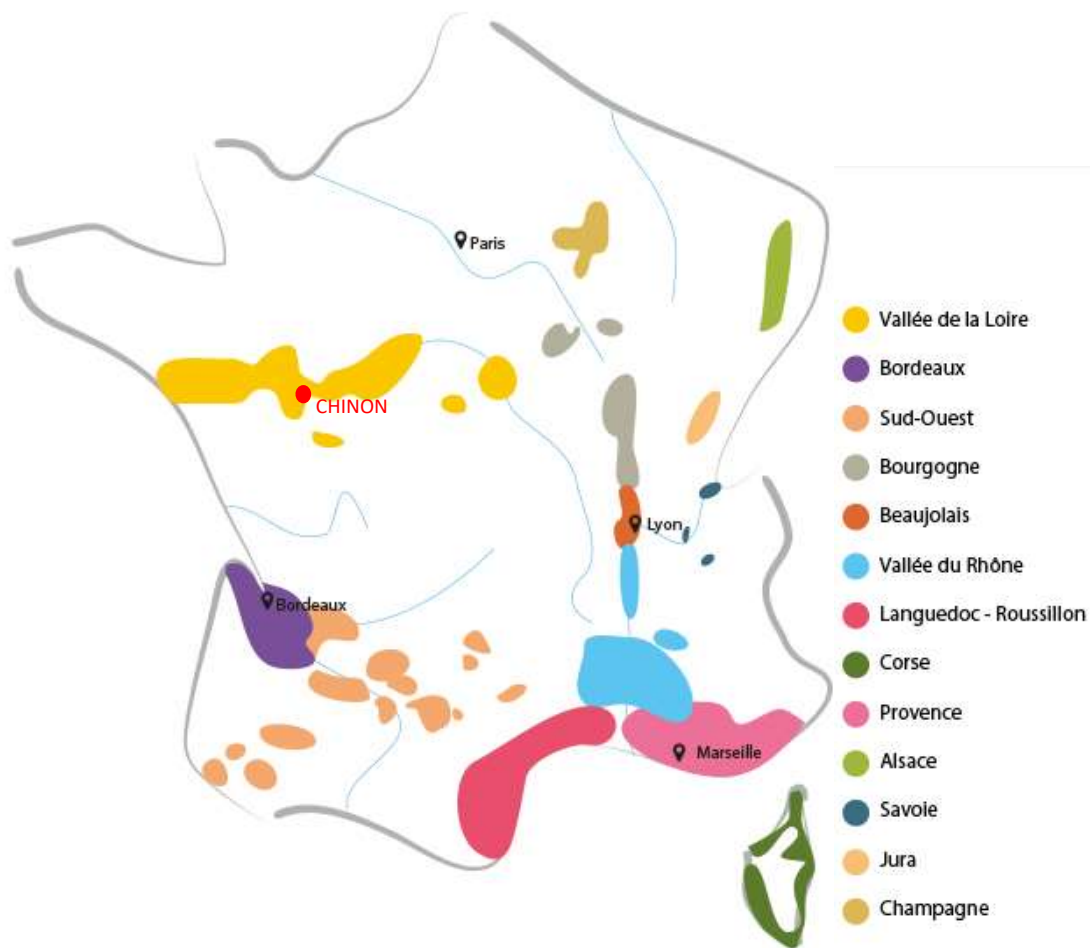 Paris
CHINON
Lyon
Bordeaux
Marseille
Vallée de la Loire
Bordeaux
Sud-Ouest
Bourgogne
Beaujolais
Vallée du Rhône
Languedoc - Roussillon
Corse
Provence
Alsace
Savoie
Jura
Champagne